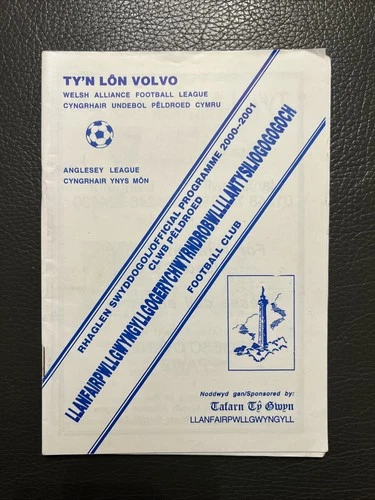 TY'N LÔN VOLVO
WELSH ALLIANCE FOOTBALL LEAGUE
CYNGRHAIR UNDEBOL PÊLDROED CYMRU
ANGLESEY LEAGUE
CYNGRHAIR YNYS MÔN
RHAGLEN SWYDDOGOL/OFFICIAL PROGRAMME 2000-2001
CLWB PÊLDROED
LLANFAIRPWLLGWYNGYLLGOGERYCHWYRNDROBWLLLLANTYSILOGOGOGOCH
FOOTBALL CLUB
Noddwyd gan/Sponsored by:
Tafarn Tŷ Gwyn
LLANFAIRPWLLGWYNGYLL